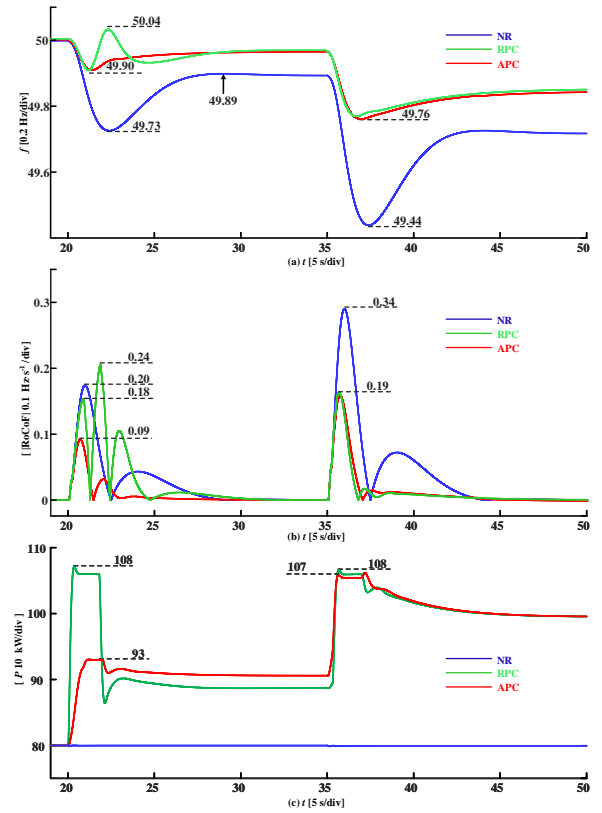 50.04
50
NR
RPC
APC
49.90
49.8
49.89
49.76
49.73
49.6
49.44
f [0.2 Hz/div]
20 25 30 35 40 45 50
(a) t [5 s/div]
0.3
0.34
NR
RPC
APC
0.24
0.2
0.20
0.19
0.18
0.1
0.09
0
[ |RoCoF| 0.1 Hz·s⁻¹ /div]
20 25 30 35 40 45 50
(b) t [5 s/div]
110
108
107
108
100
93
90
NR
RPC
APC
80
[ P 10 kW/div ]
20 25 30 35 40 45 50
(c) t [5 s/div]